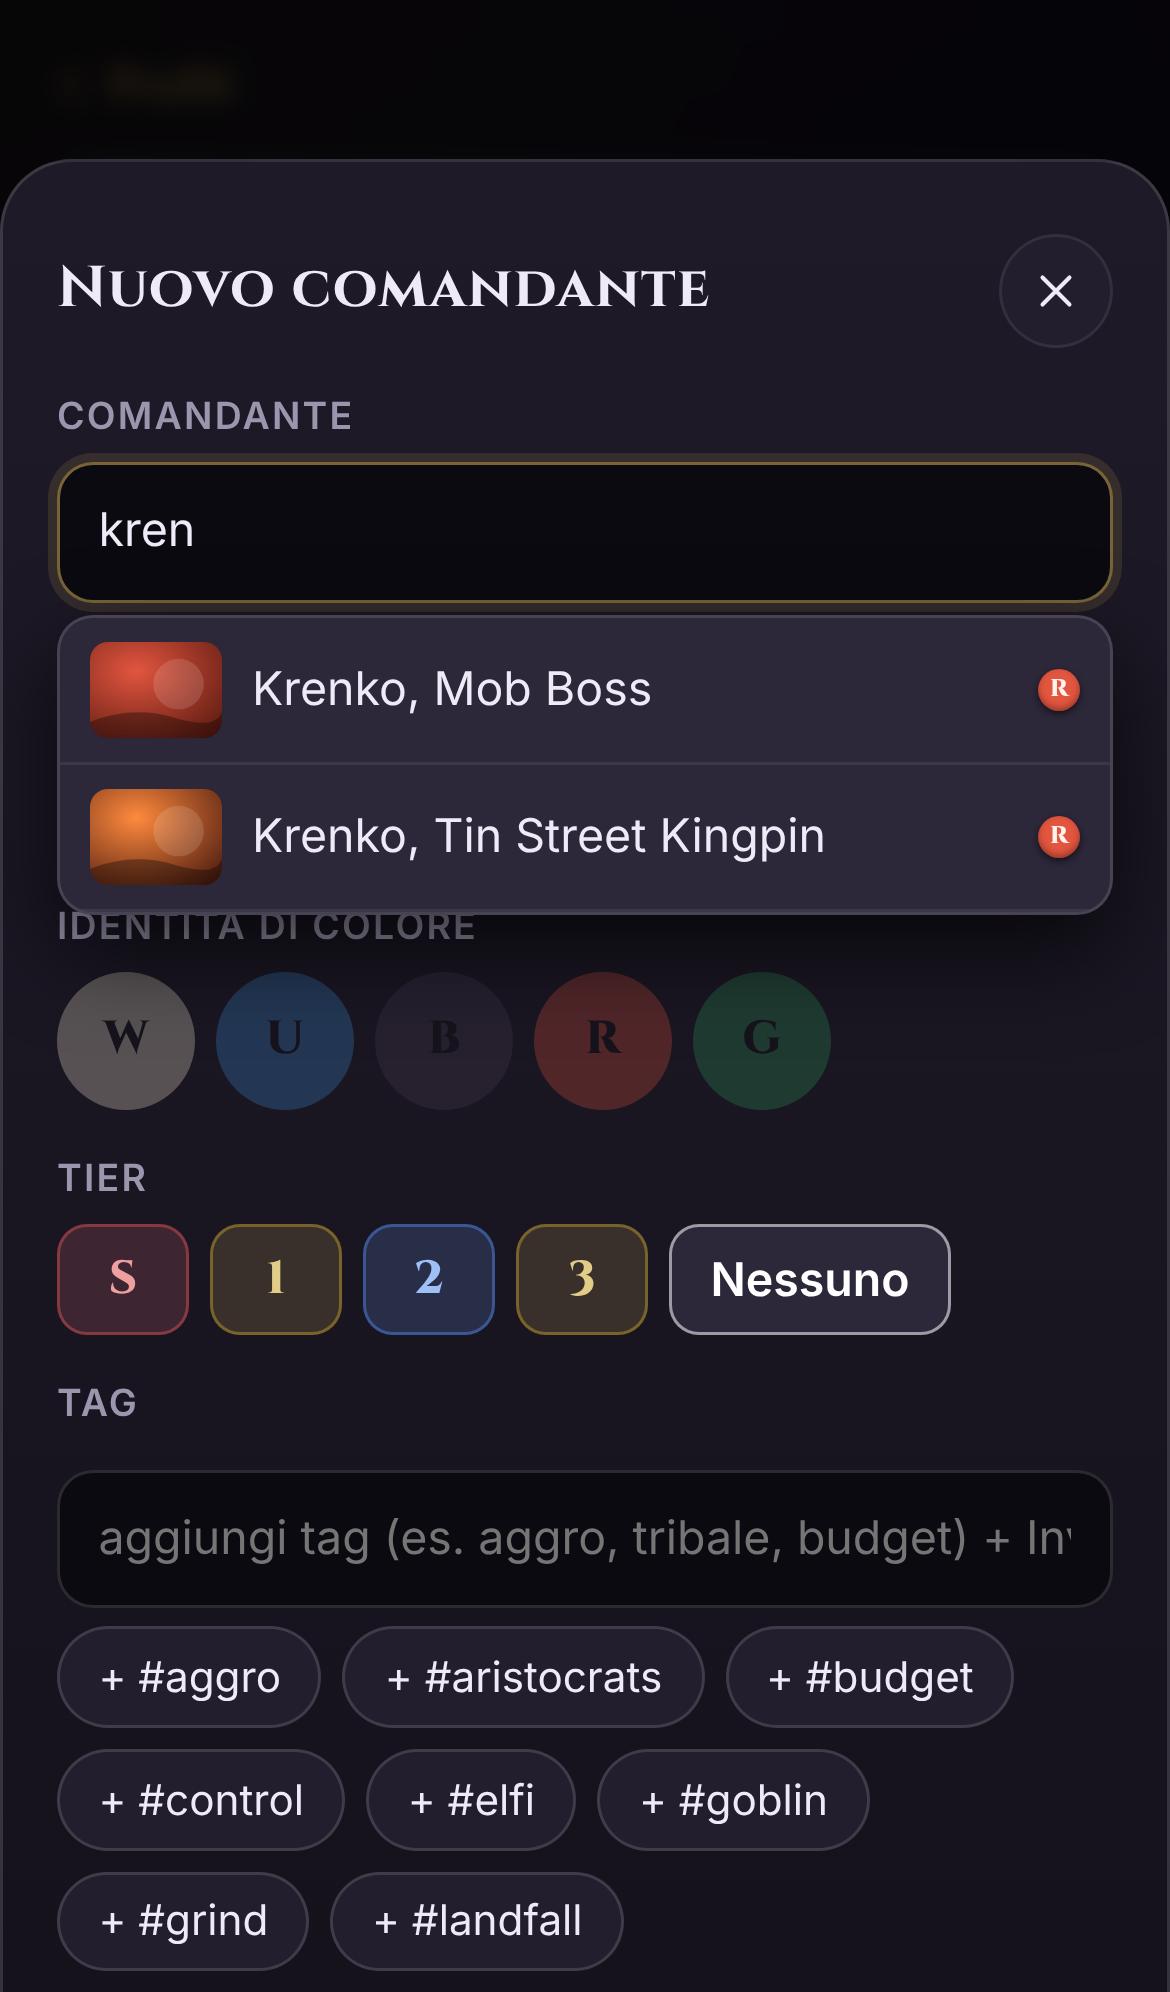 Nuovo comandante
COMANDANTE
kren
Krenko, Mob Boss R
Krenko, Tin Street Kingpin R
IDENTITÀ DI COLORE
W U B R G
TIER
S 1 2 3 Nessuno
TAG
aggiungi tag (es. aggro, tribale, budget) + Inv
+ #aggro + #aristocrats + #budget
+ #control + #elfi + #goblin
+ #grind + #landfall